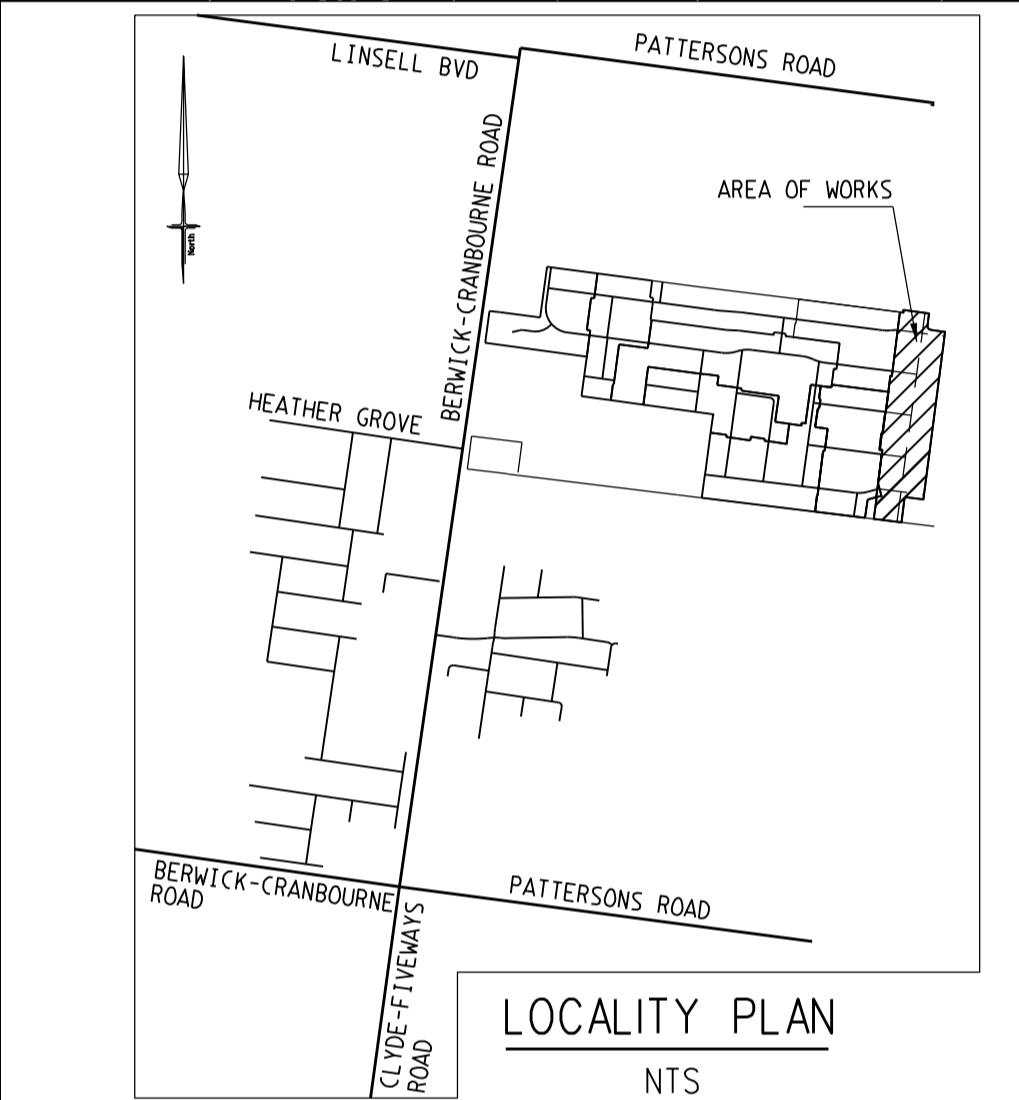 LINSELL BVD
PATTERSONS ROAD
North
BERWICK-CRANBOURNE ROAD
AREA OF WORKS
HEATHER GROVE
BERWICK-CRANBOURNE
ROAD
PATTERSONS ROAD
CLYDE-FIVEWAYS
ROAD
LOCALITY PLAN
NTS